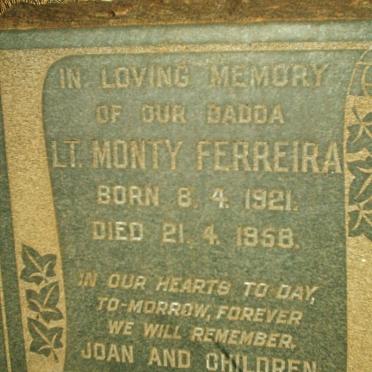 IN LOVING MEMORY
OF OUR DADDA
LT. MONTY FERREIRA
BORN 8. 4. 1921.
DIED 21. 4. 1958.
IN OUR HEARTS TO DAY,
TO-MORROW, FOREVER
WE WILL REMEMBER.
JOAN AND CHILDREN